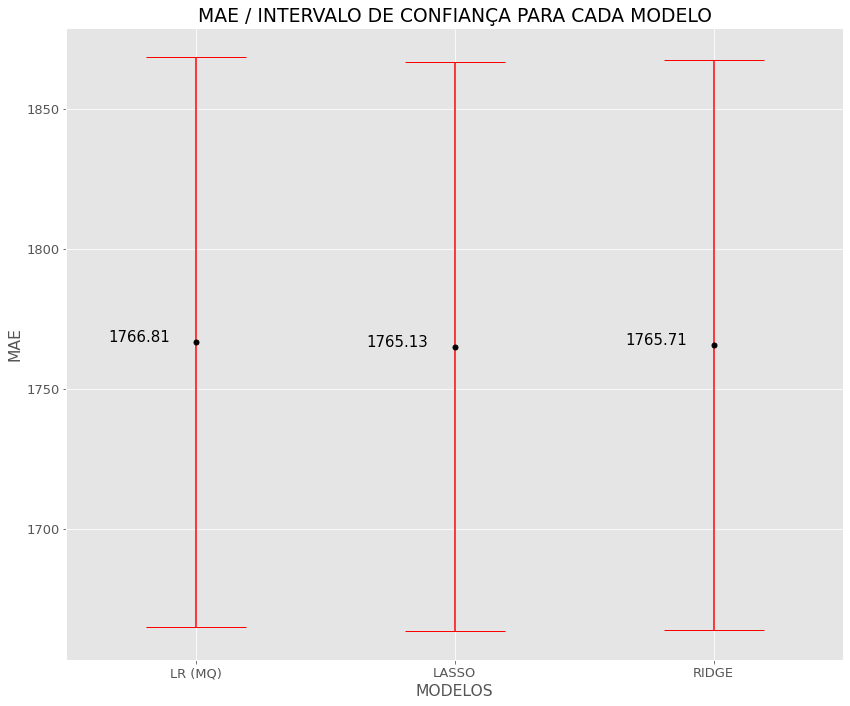 MAE / INTERVALO DE CONFIANÇA PARA CADA MODELO
1850
1800
1750
1700
MAE
1766.81
1765.13
1765.71
LR (MQ)
LASSO
RIDGE
MODELOS